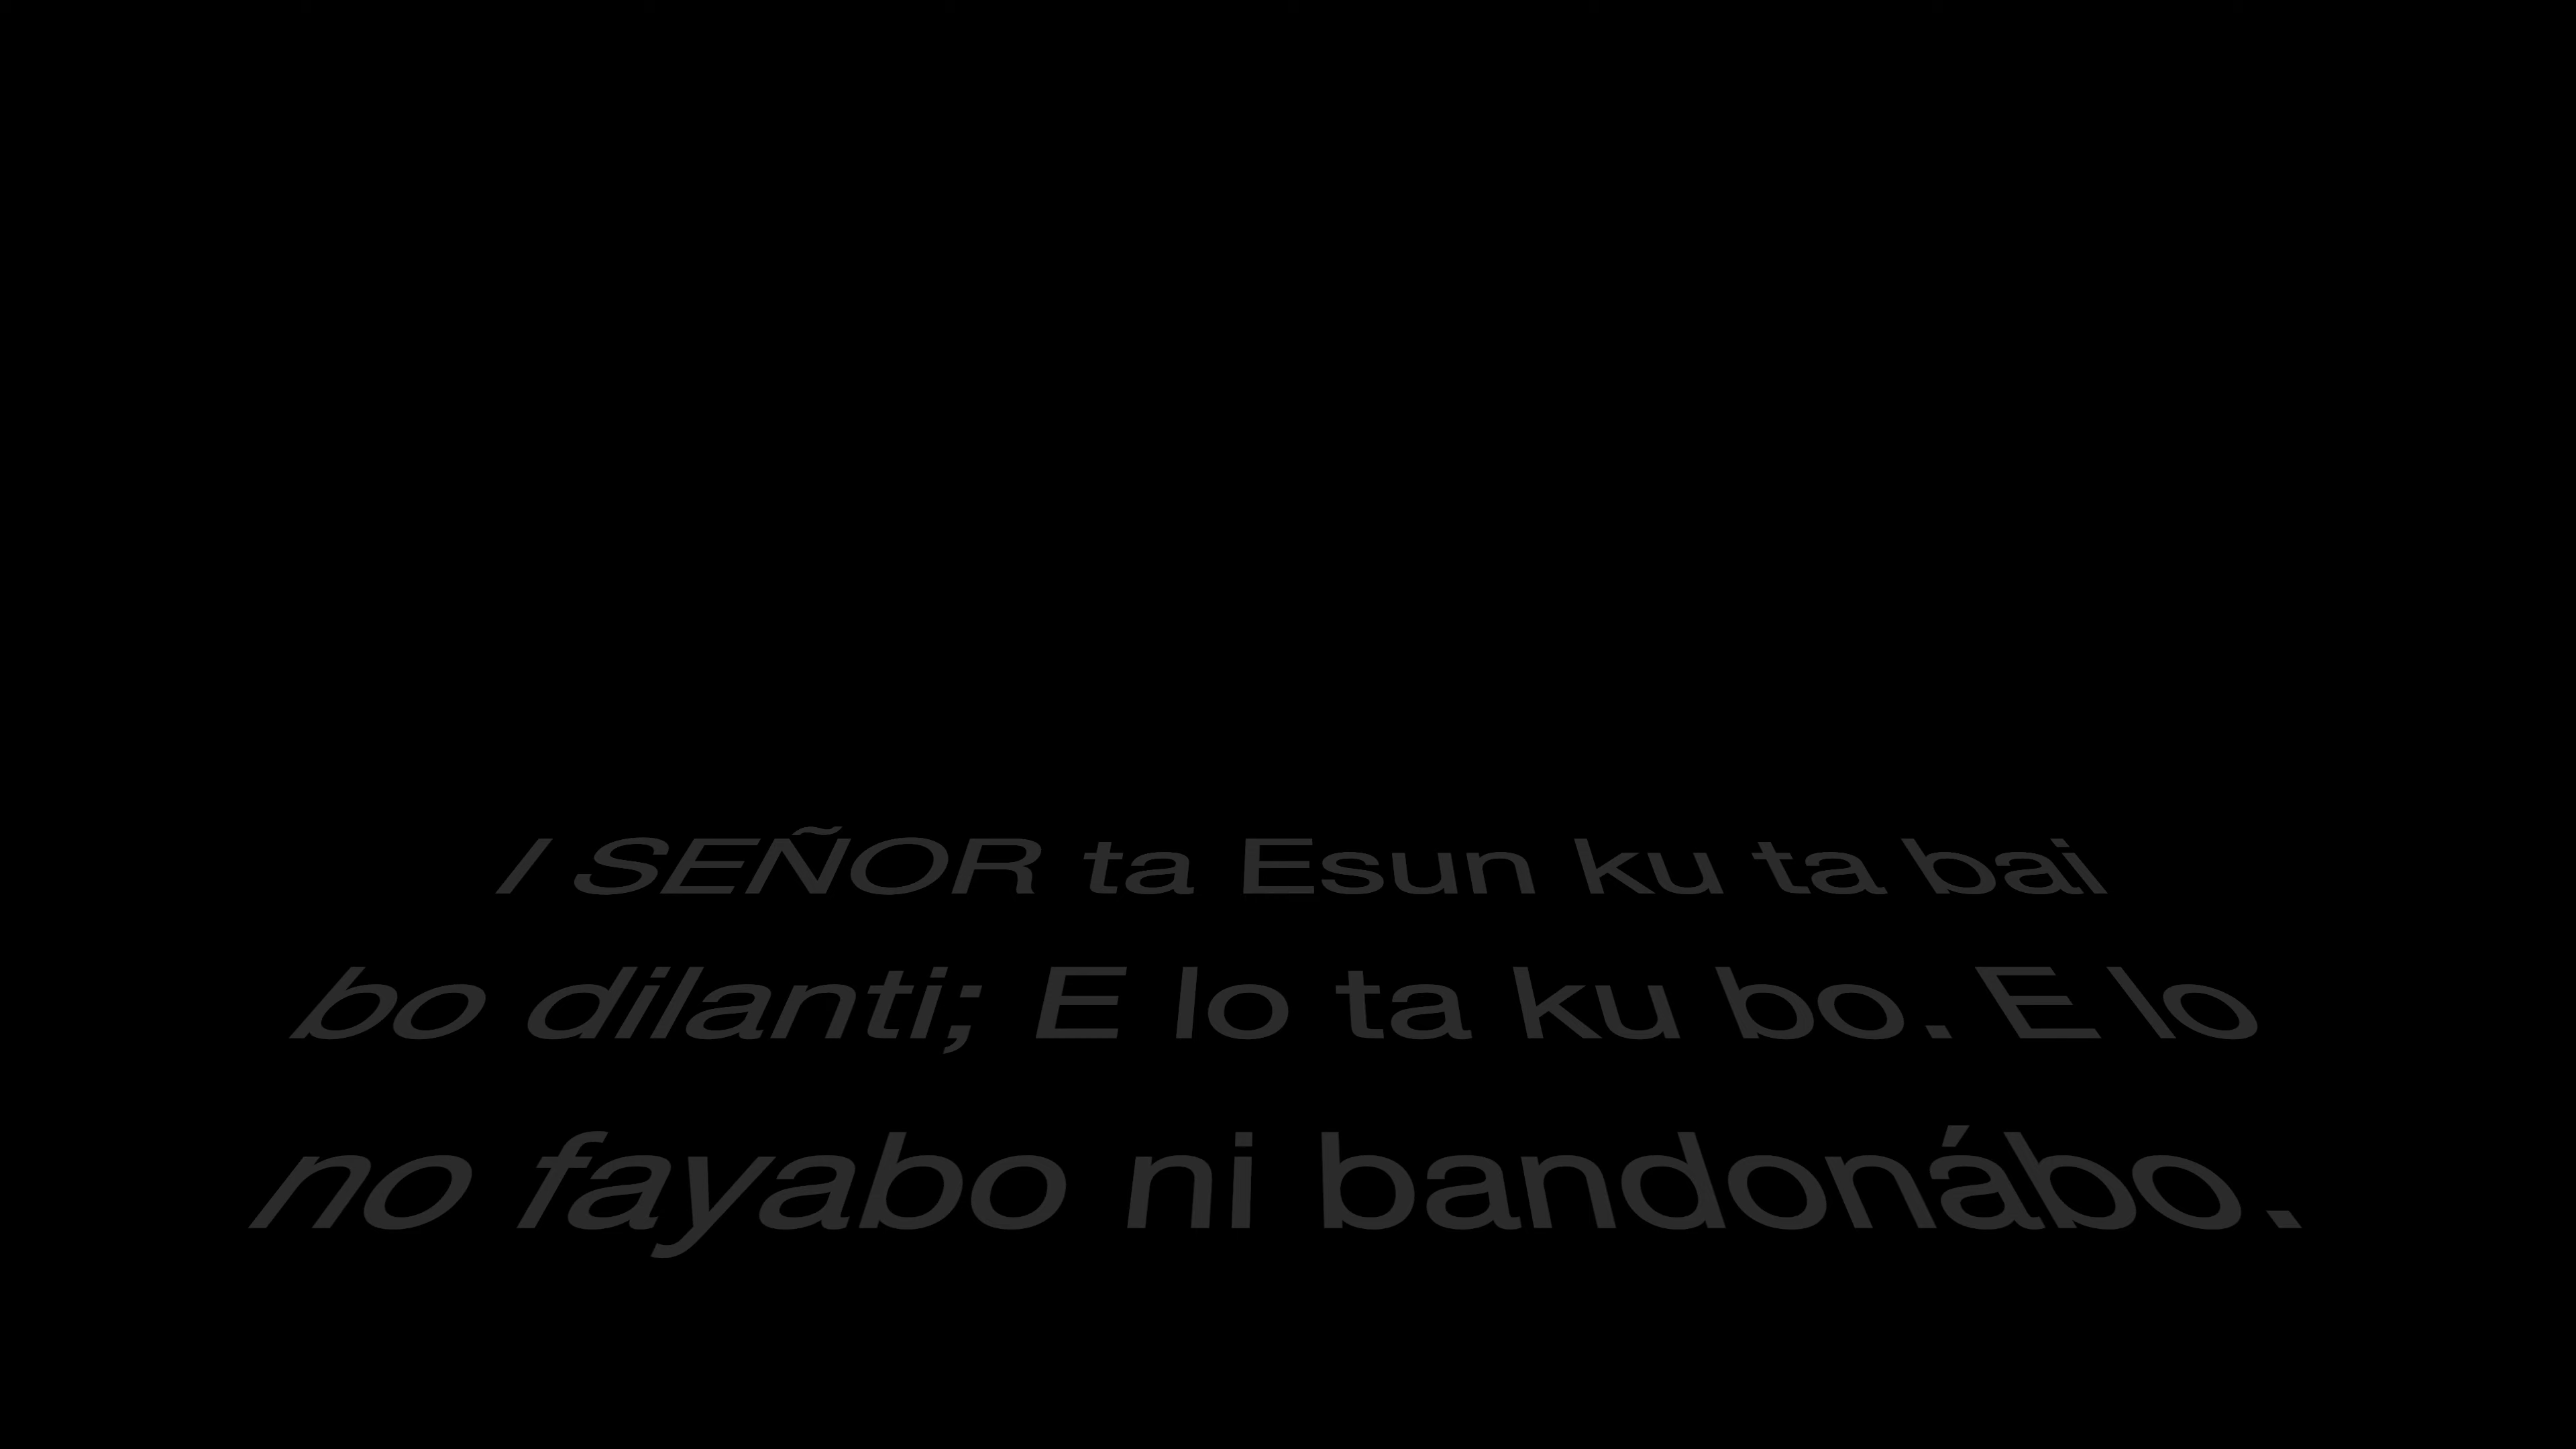 I SEÑOR ta Esun ku ta bai
bo dilanti; E lo ta ku bo. E lo
no fayabo ni bandonábo.